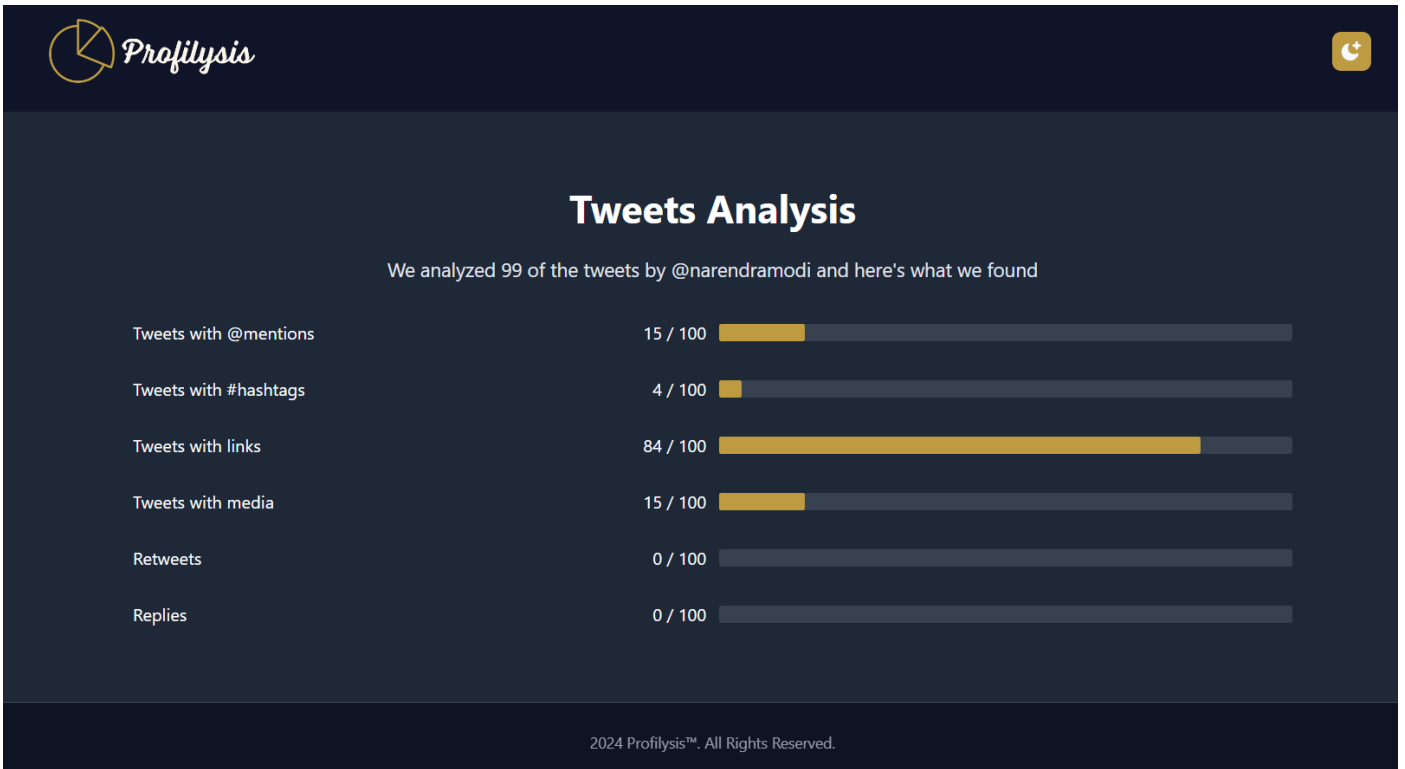 Profilysis
Tweets Analysis
We analyzed 99 of the tweets by @narendramodi and here's what we found
Tweets with @mentions 15 / 100
Tweets with #hashtags 4 / 100
Tweets with links 84 / 100
Tweets with media 15 / 100
Retweets 0 / 100
Replies 0 / 100
2024 Profilysis™. All Rights Reserved.